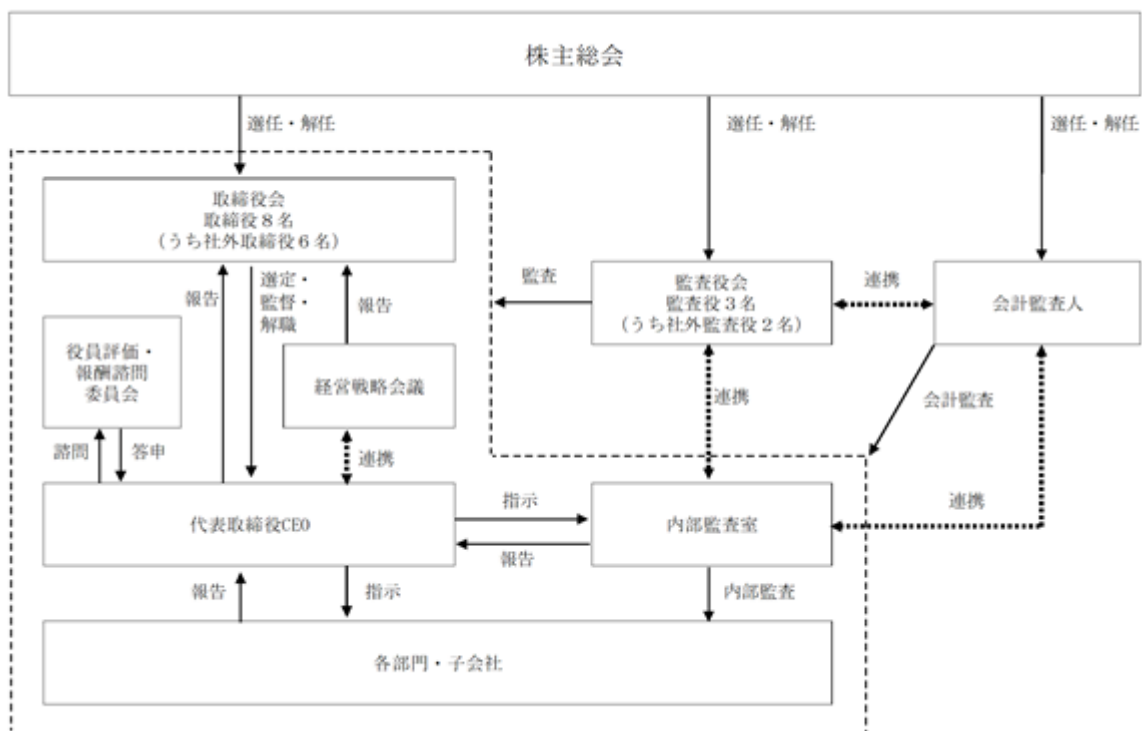 株主総会
選任・解任
選任・解任
選任・解任
取締役会
取締役８名
（うち社外取締役６名）
監査
監査役会
監査役３名
（うち社外監査役２名）
連携
会計監査人
報告
選定・
監督・
解職
報告
役員評価・
報酬諮問
委員会
経営戦略会議
連携
会計監査
諮問
答申
連携
代表取締役CEO
指示
報告
内部監査室
連携
報告
指示
内部監査
各部門・子会社